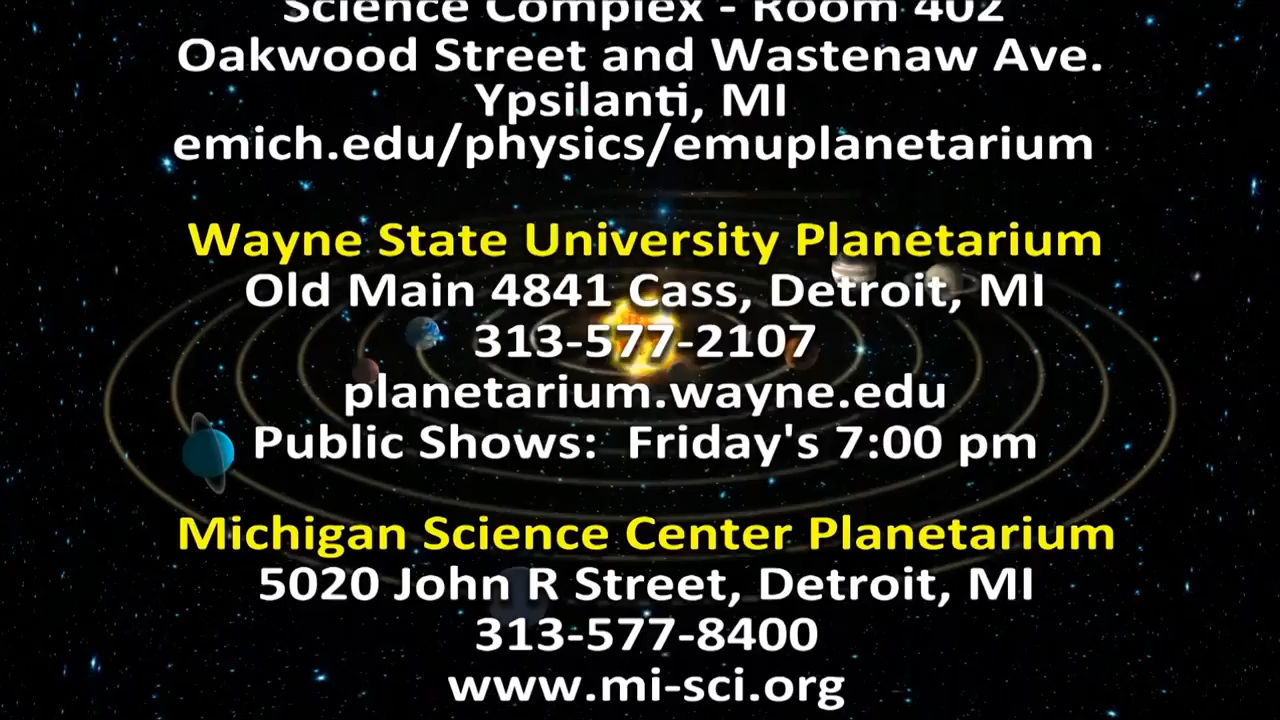 Science Complex - Room 402
Oakwood Street and Wastenaw Ave.
Ypsilanti, MI
emich.edu/physics/emuplanetarium
Wayne State University Planetarium
Old Main 4841 Cass, Detroit, MI
313-577-2107
planetarium.wayne.edu
Public Shows:  Friday's 7:00 pm
Michigan Science Center Planetarium
5020 John R Street, Detroit, MI
313-577-8400
www.mi-sci.org